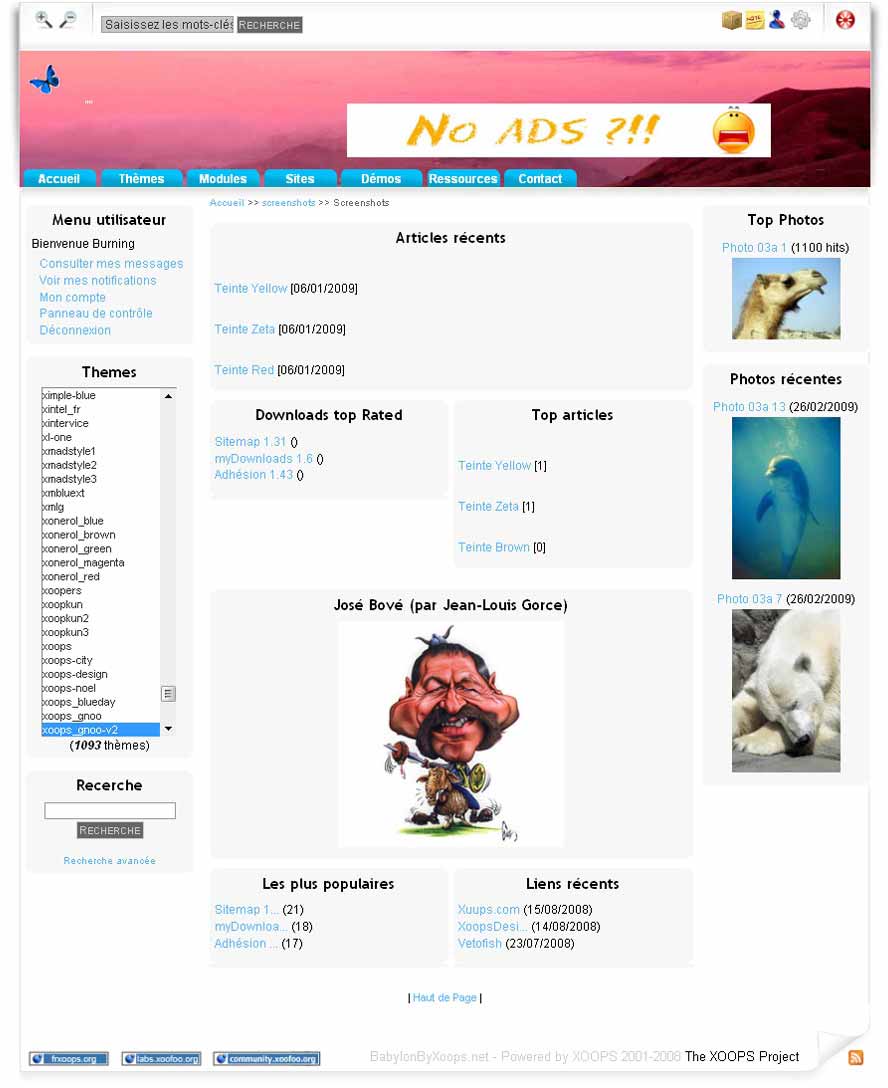 Saisissez les mots-clés RECHERCHE
NOTE
NO ADS ?!!
Accueil Thèmes Modules Sites Démos Ressources Contact
Accueil >> screenshots >> Screenshots
Menu utilisateur
Bienvenue Burning
Consulter mes messages
Voir mes notifications
Mon compte
Panneau de contrôle
Déconnexion
Themes
ximple-blue
xintel_fr
xintervice
xl-one
xmadstyle1
xmadstyle2
xmadstyle3
xmbluext
xmlg
xonerol_blue
xonerol_brown
xonerol_green
xonerol_magenta
xonerol_red
xoopers
xoopkun
xoopkun2
xoopkun3
xoops
xoops-city
xoops-design
xoops-noel
xoops_blueday
xoops_gnoo
xoops_gnoo-v2
(1093 thèmes)
Recerche
RECHERCHE
Recherche avancée
Articles récents
Teinte Yellow [06/01/2009]
Teinte Zeta [06/01/2009]
Teinte Red [06/01/2009]
Downloads top Rated
Sitemap 1.31 ()
myDownloads 1.6 ()
Adhésion 1.43 ()
Top articles
Teinte Yellow [1]
Teinte Zeta [1]
Teinte Brown [0]
José Bové (par Jean-Louis Gorce)
Les plus populaires
Sitemap 1... (21)
myDownloa... (18)
Adhésion ... (17)
Liens récents
Xuups.com (15/08/2008)
XoopsDesi... (14/08/2008)
Vetofish (23/07/2008)
Top Photos
Photo 03a 1 (1100 hits)
Photos récentes
Photo 03a 13 (26/02/2009)
Photo 03a 7 (26/02/2009)
| Haut de Page |
frxoops.org labs.xoofoo.org community.xoofoo.org BabylonByXoops.net - Powered by XOOPS 2001-2008 The XOOPS Project